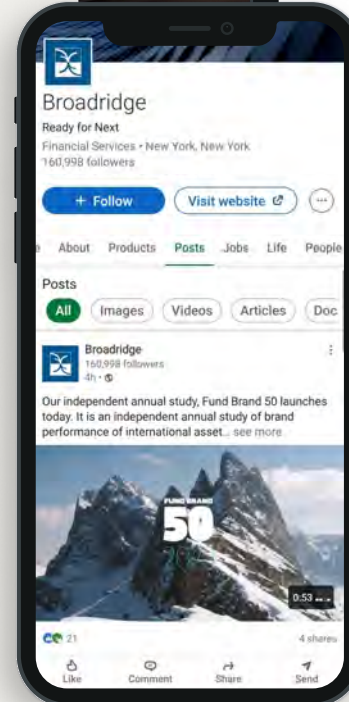 Broadridge
Ready for Next
Financial Services • New York, New York
160,998 followers
+ Follow
Visit website
About Products Posts Jobs Life People
Posts
All Images Videos Articles Doc
Broadridge
160,998 followers
4h •
Our independent annual study, Fund Brand 50 launches
today. It is an independent annual study of brand
performance of international asset... see more
FUND BRAND
50
0:53
21
4 shares
Like Comment Share Send